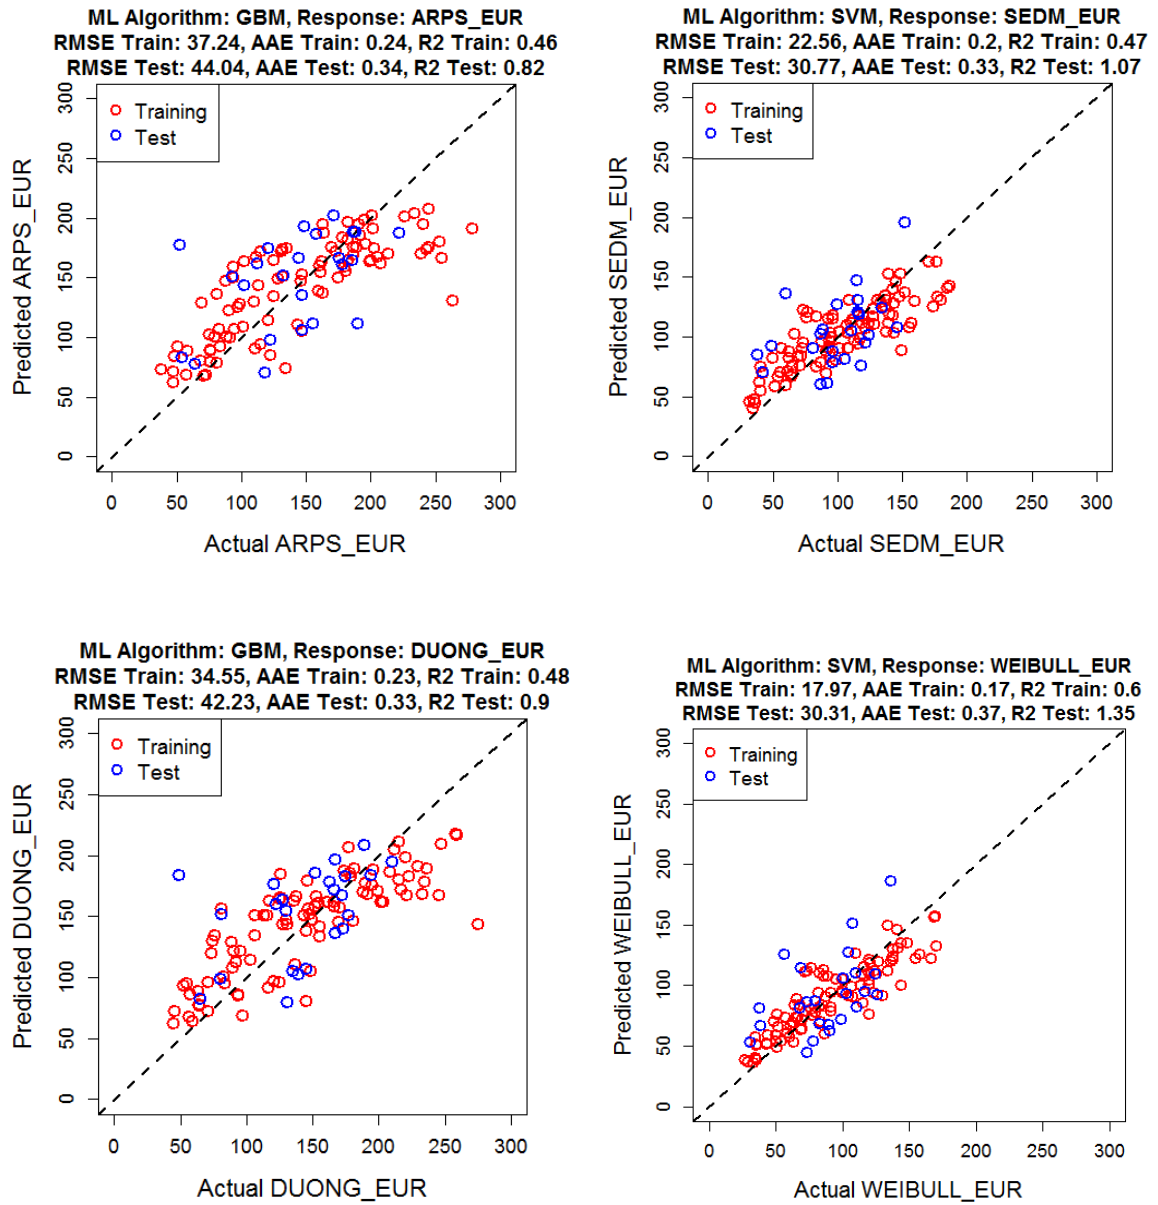 ML Algorithm: GBM, Response: ARPS_EUR
RMSE Train: 37.24, AAE Train: 0.24, R2 Train: 0.46
RMSE Test: 44.04, AAE Test: 0.34, R2 Test: 0.82
Training
Test
Predicted ARPS_EUR
300
250
200
150
100
50
0
0 50 100 150 200 250 300
Actual ARPS_EUR
ML Algorithm: SVM, Response: SEDM_EUR
RMSE Train: 22.56, AAE Train: 0.2, R2 Train: 0.47
RMSE Test: 30.77, AAE Test: 0.33, R2 Test: 1.07
Training
Test
Predicted SEDM_EUR
300
250
200
150
100
50
0
0 50 100 150 200 250 300
Actual SEDM_EUR
ML Algorithm: GBM, Response: DUONG_EUR
RMSE Train: 34.55, AAE Train: 0.23, R2 Train: 0.48
RMSE Test: 42.23, AAE Test: 0.33, R2 Test: 0.9
Training
Test
Predicted DUONG_EUR
300
250
200
150
100
50
0
0 50 100 150 200 250 300
Actual DUONG_EUR
ML Algorithm: SVM, Response: WEIBULL_EUR
RMSE Train: 17.97, AAE Train: 0.17, R2 Train: 0.6
RMSE Test: 30.31, AAE Test: 0.37, R2 Test: 1.35
Training
Test
Predicted WEIBULL_EUR
300
250
200
150
100
50
0
0 50 100 150 200 250 300
Actual WEIBULL_EUR